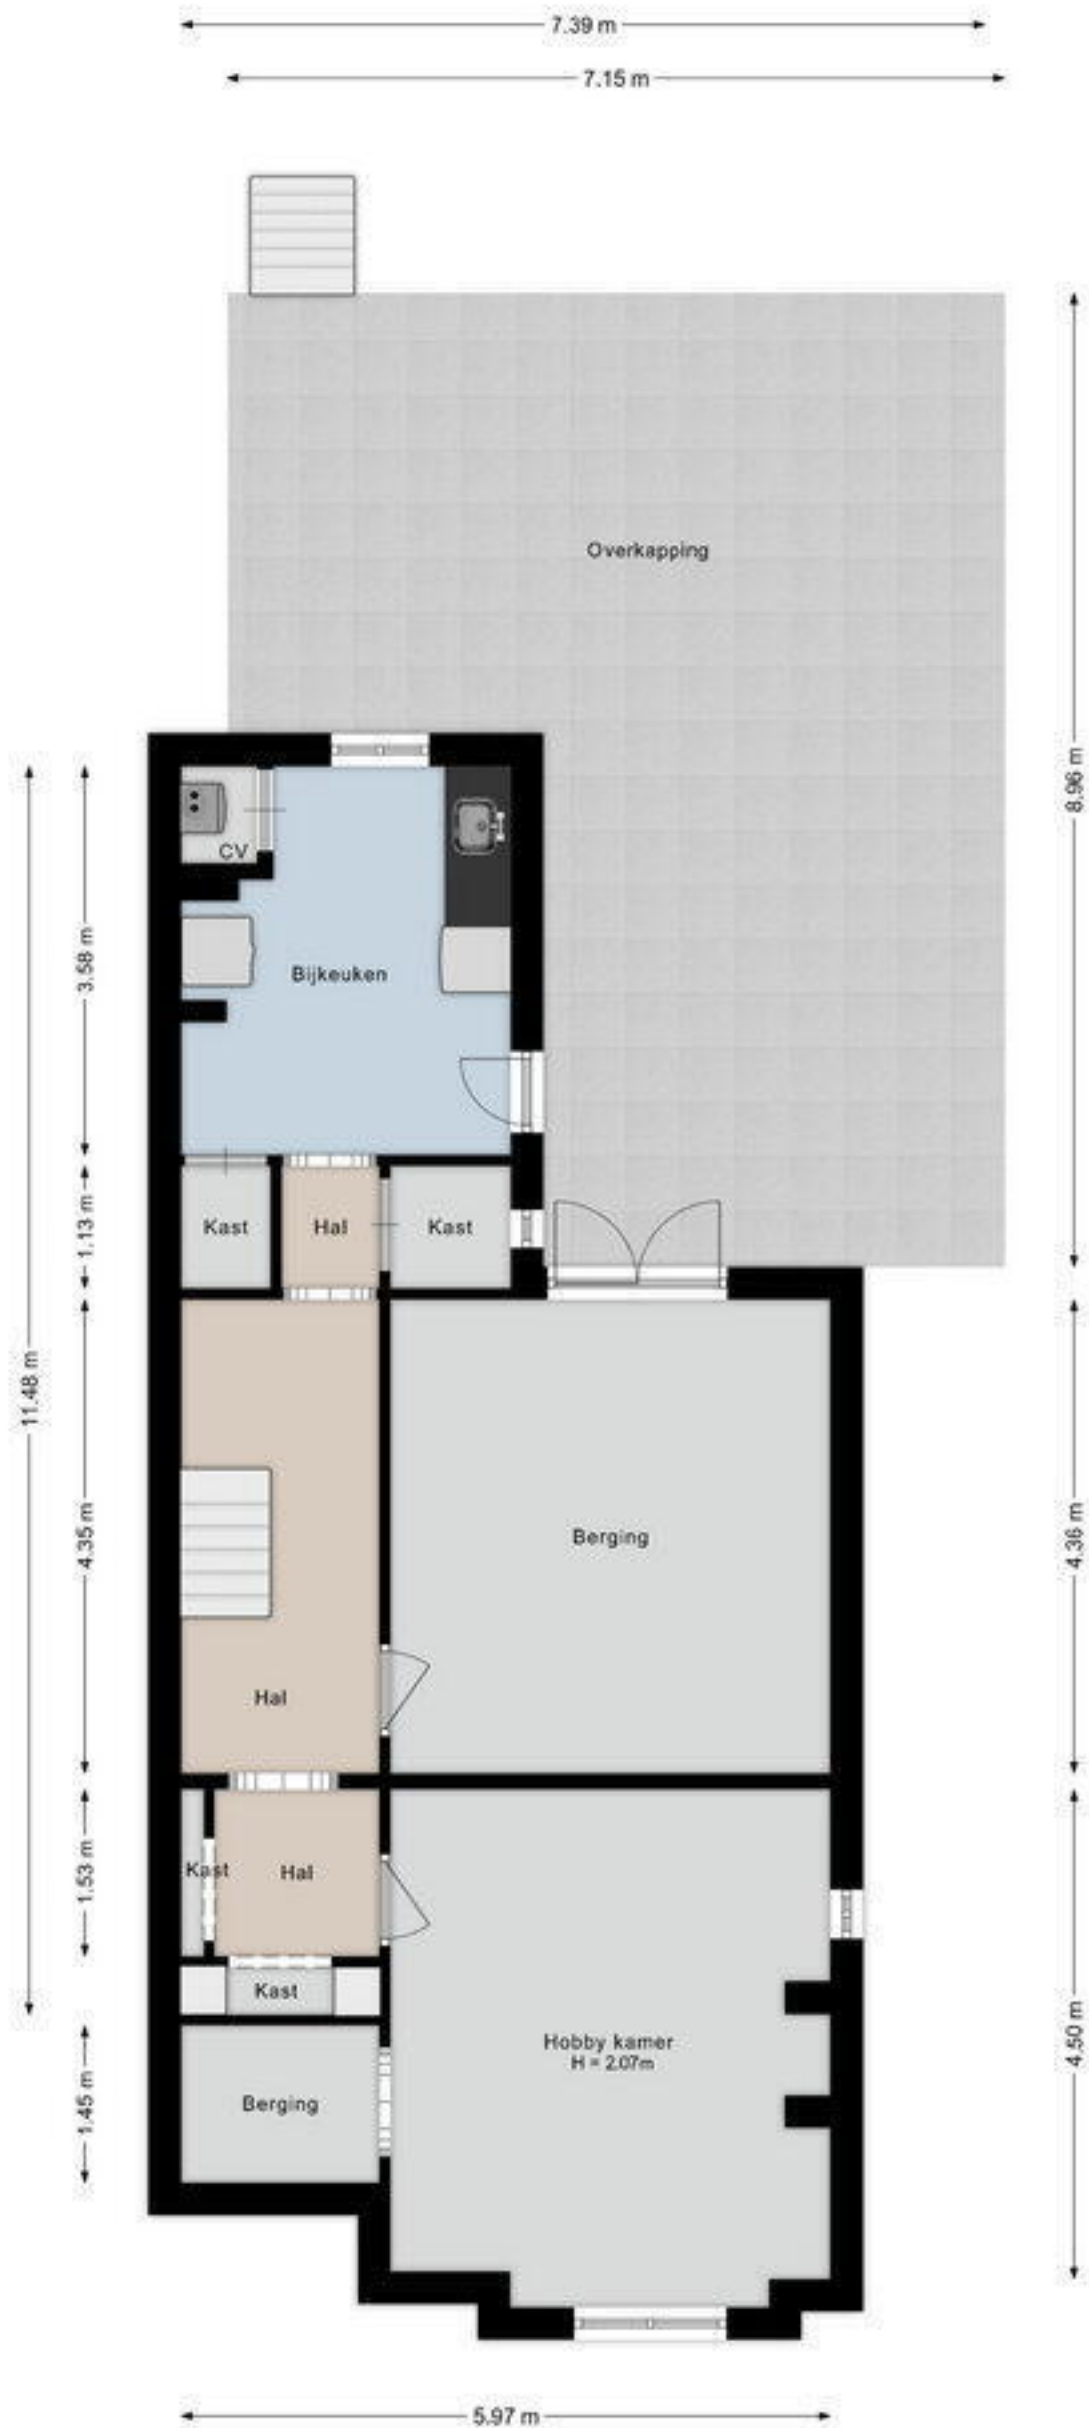 7.39 m
7.15 m
Overkapping
8.96 m
CV
3.58 m
Bijkeuken
1.13 m
Kast
Hal
Kast
11.48 m
4.35 m
Berging
4.36 m
Hal
1.53 m
Kast
Hal
Kast
Hobby kamer
H = 2.07m
4.50 m
1.45 m
Berging
5.97 m